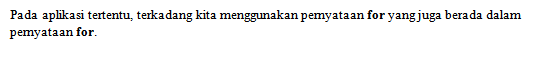 Pada aplikasi tertentu, terkadang kita menggunakan pernyataan for yang juga berada dalam
pernyataan for.